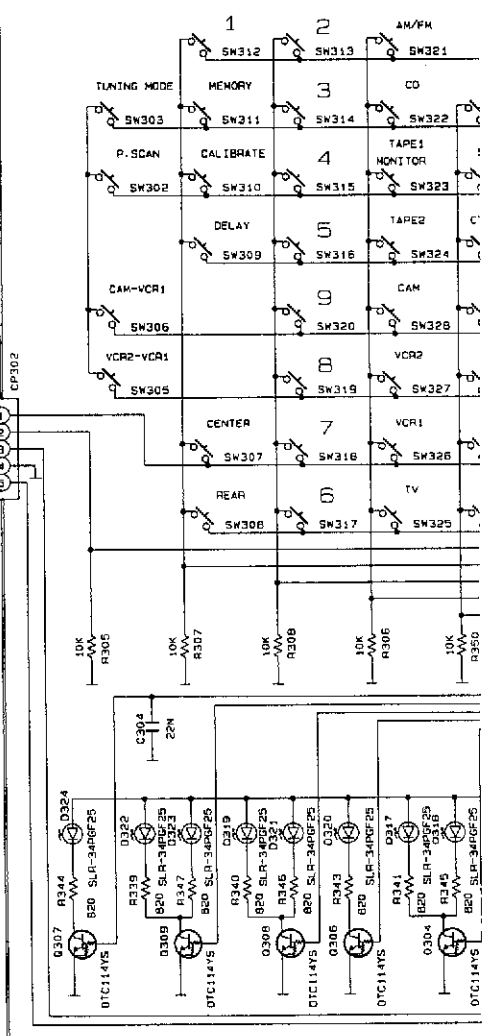 1 2 AM/FM
SW312 SW313 SW321
TUNING MODE MEMORY 3 CD
SW303 SW311 SW314 SW322
P.SCAN CALIBRATE 4 TAPE1 MONITOR
SW302 SW310 SW315 SW323
DELAY 5 TAPE2
SW309 SW316 SW324
CAM-VCR1 9 CAM
SW306 SW320 SW328
VCR2-VCR1 8 VCR2
SW305 SW319 SW327
CP302
CENTER 7 VCR1
SW307 SW318 SW326
REAR 6 TV
SW308 SW317 SW325
10K R305 10K R307 10K R308 10K R306 10K R350
C304 22N
D324 D322 D323 D319 D321 D320 D317 D318
SLR-34PGF25 SLR-34PGF25 SLR-34PGF25 SLR-34PGF25 SLR-34PGF25 SLR-34PGF25 SLR-34PGF25 SLR-34PGF25
R344 R339 R347 R340 R346 R343 R341 R345
820 820 820 820 820 820 820 820
Q307 Q309 Q308 Q306 Q304
DTC114YS DTC114YS DTC114YS DTC114YS DTC114YS